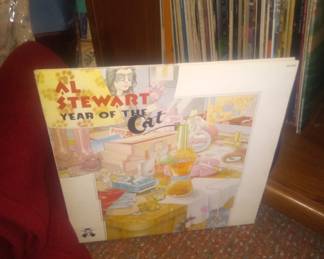 AL
STEWART
YEAR OF THE
Cat